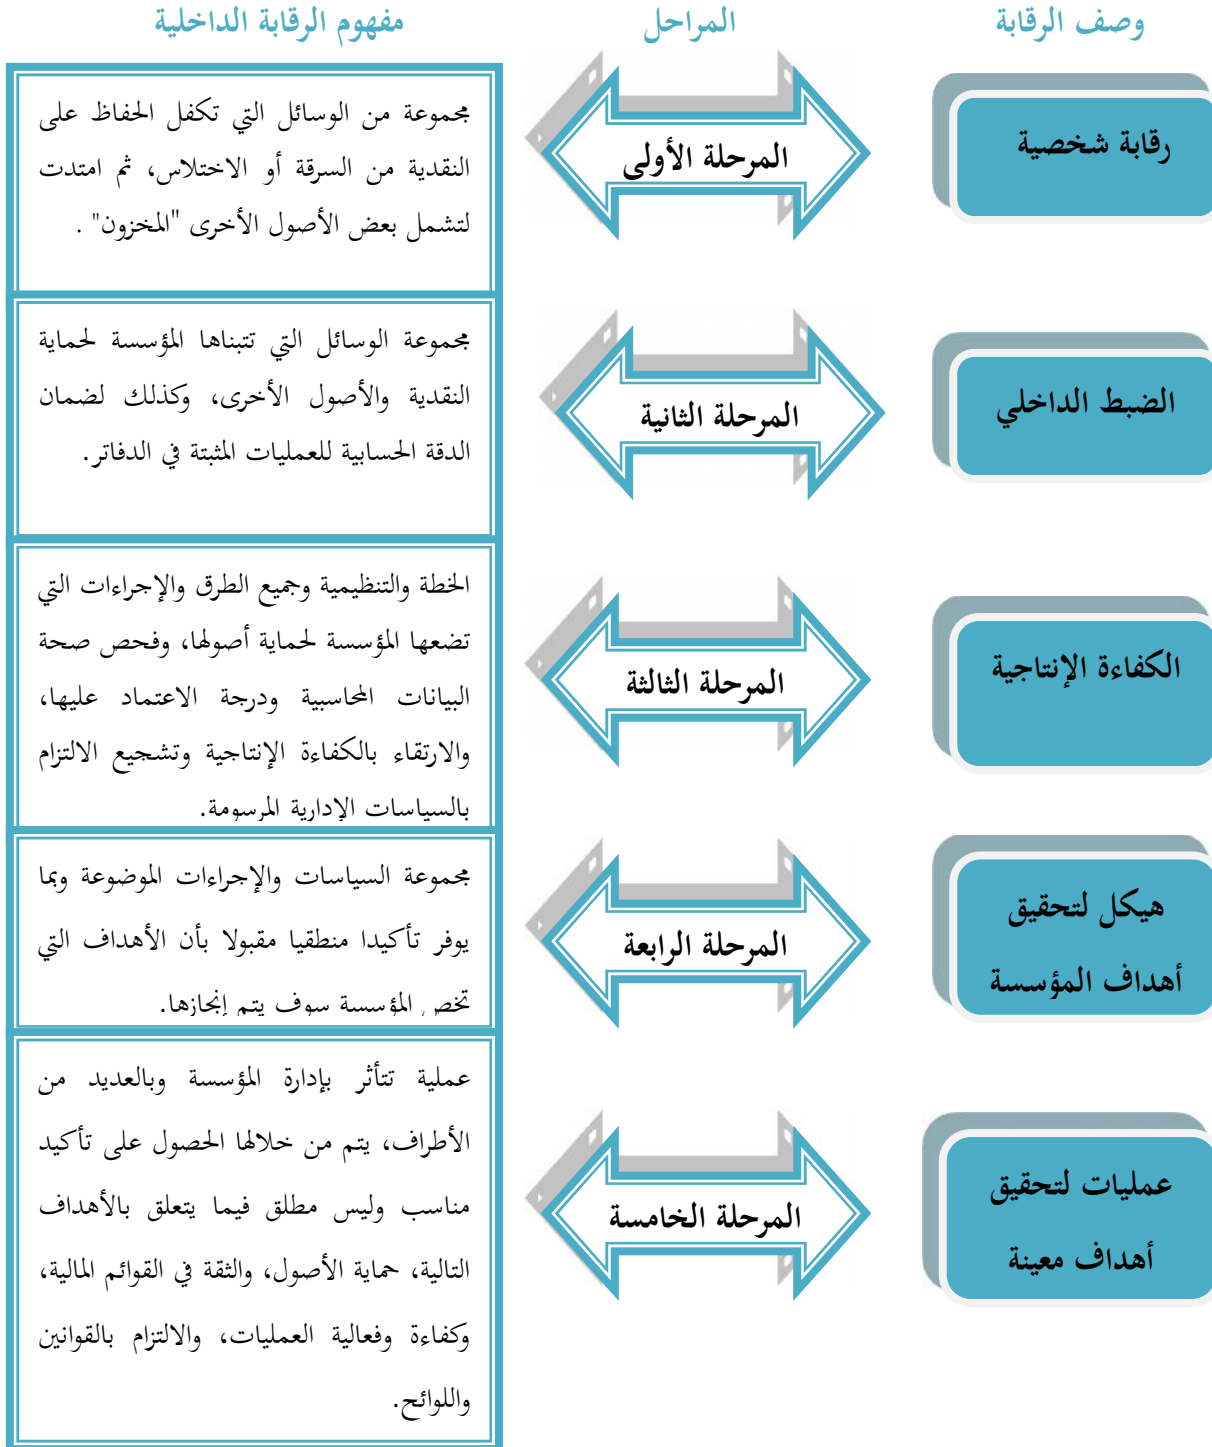 وصف الرقابة
المراحل
مفهوم الرقابة الداخلية
رقابة شخصية
المرحلة الأولى
مجموعة من الوسائل التي تكفل الحفاظ على
النقدية من السرقة أو الاختلاس، ثم امتدت
لتشمل بعض الأصول الأخرى "المخزون" .
الضبط الداخلي
المرحلة الثانية
مجموعة الوسائل التي تتبناها المؤسسة لحماية
النقدية والأصول الأخرى، وكذلك لضمان
الدقة الحسابية للعمليات المثبتة في الدفاتر.
الكفاءة الإنتاجية
المرحلة الثالثة
الخطة والتنظيمية وجميع الطرق والإجراءات التي
تضعها المؤسسة لحماية أصولها، وفحص صحة
البيانات المحاسبية ودرجة الاعتماد عليها،
والارتقاء بالكفاءة الإنتاجية وتشجيع الالتزام
بالسياسات الإدارية المرسومة.
هيكل لتحقيق
أهداف المؤسسة
المرحلة الرابعة
مجموعة السياسات والإجراءات الموضوعة وبما
يوفر تأكيدا منطقيا مقبولا بأن الأهداف التي
تخص المؤسسة سوف يتم إنجازها.
عمليات لتحقيق
أهداف معينة
المرحلة الخامسة
عملية تتأثر بإدارة المؤسسة وبالعديد من
الأطراف، يتم من خلالها الحصول على تأكيد
مناسب وليس مطلق فيما يتعلق بالأهداف
التالية، حماية الأصول، والثقة في القوائم المالية،
وكفاءة وفعالية العمليات، والالتزام بالقوانين
واللوائح.